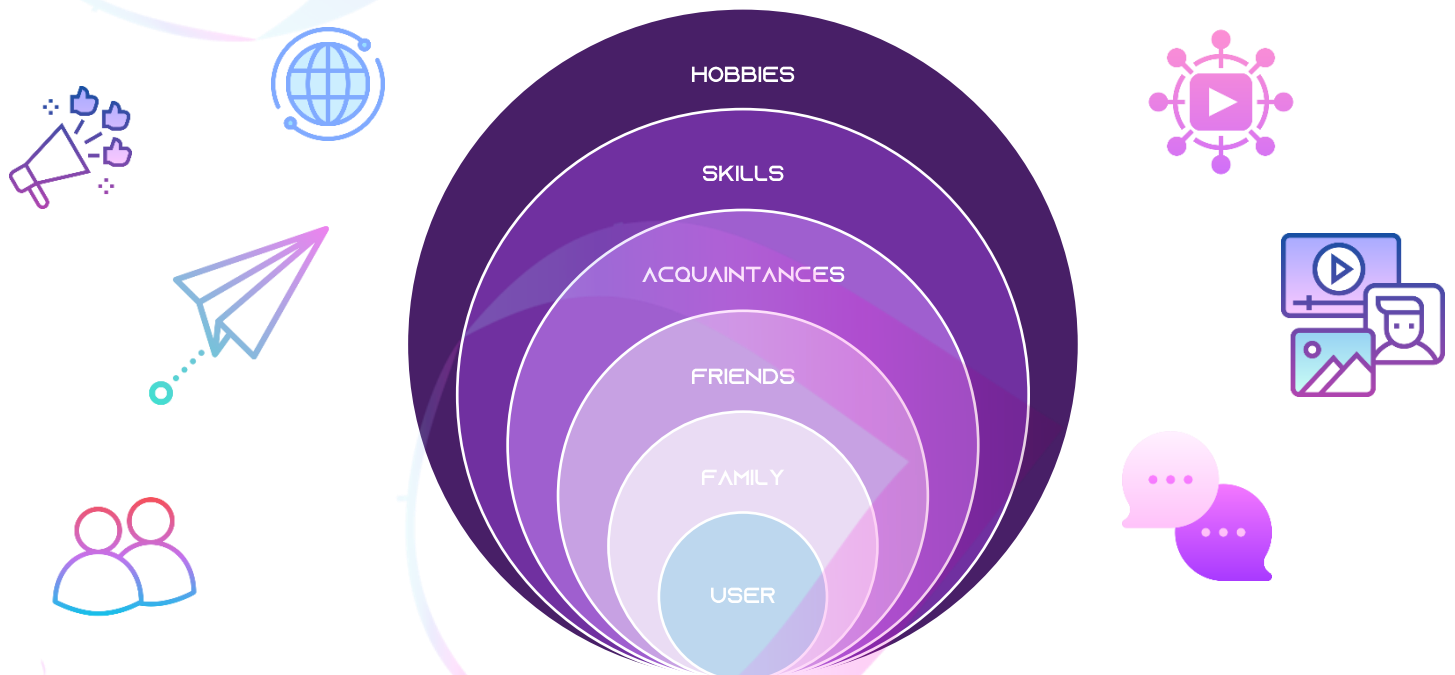 HOBBIES
SKILLS
ACQUAINTANCES
FRIENDS
FAMILY
USER